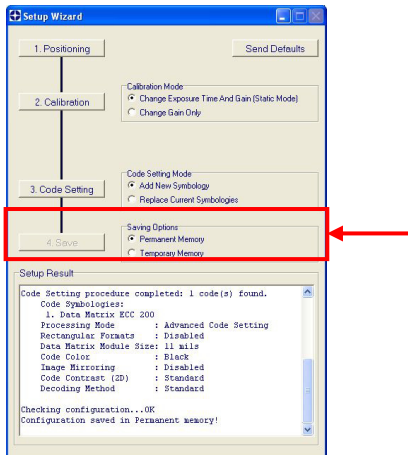 Setup Wizard
1. Positioning
Send Defaults
Calibration Mode
2. Calibration
Change Exposure Time And Gain (Static Mode)
Change Gain Only
Code Setting Mode
3. Code Setting
Add New Symbology
Replace Current Symbologies
Saving Options
4. Save
Permanent Memory
Temporary Memory
Setup Result
Code Setting procedure completed: 1 code(s) found.
Code Symbologies:
1. Data Matrix ECC 200
Processing Mode : Advanced Code Setting
Rectangular Formats : Disabled
Data Matrix Module Size: 11 mils
Code Color : Black
Image Mirroring : Disabled
Code Contrast (2D) : Standard
Decoding Method : Standard
Checking configuration...OK
Configuration saved in Permanent memory!